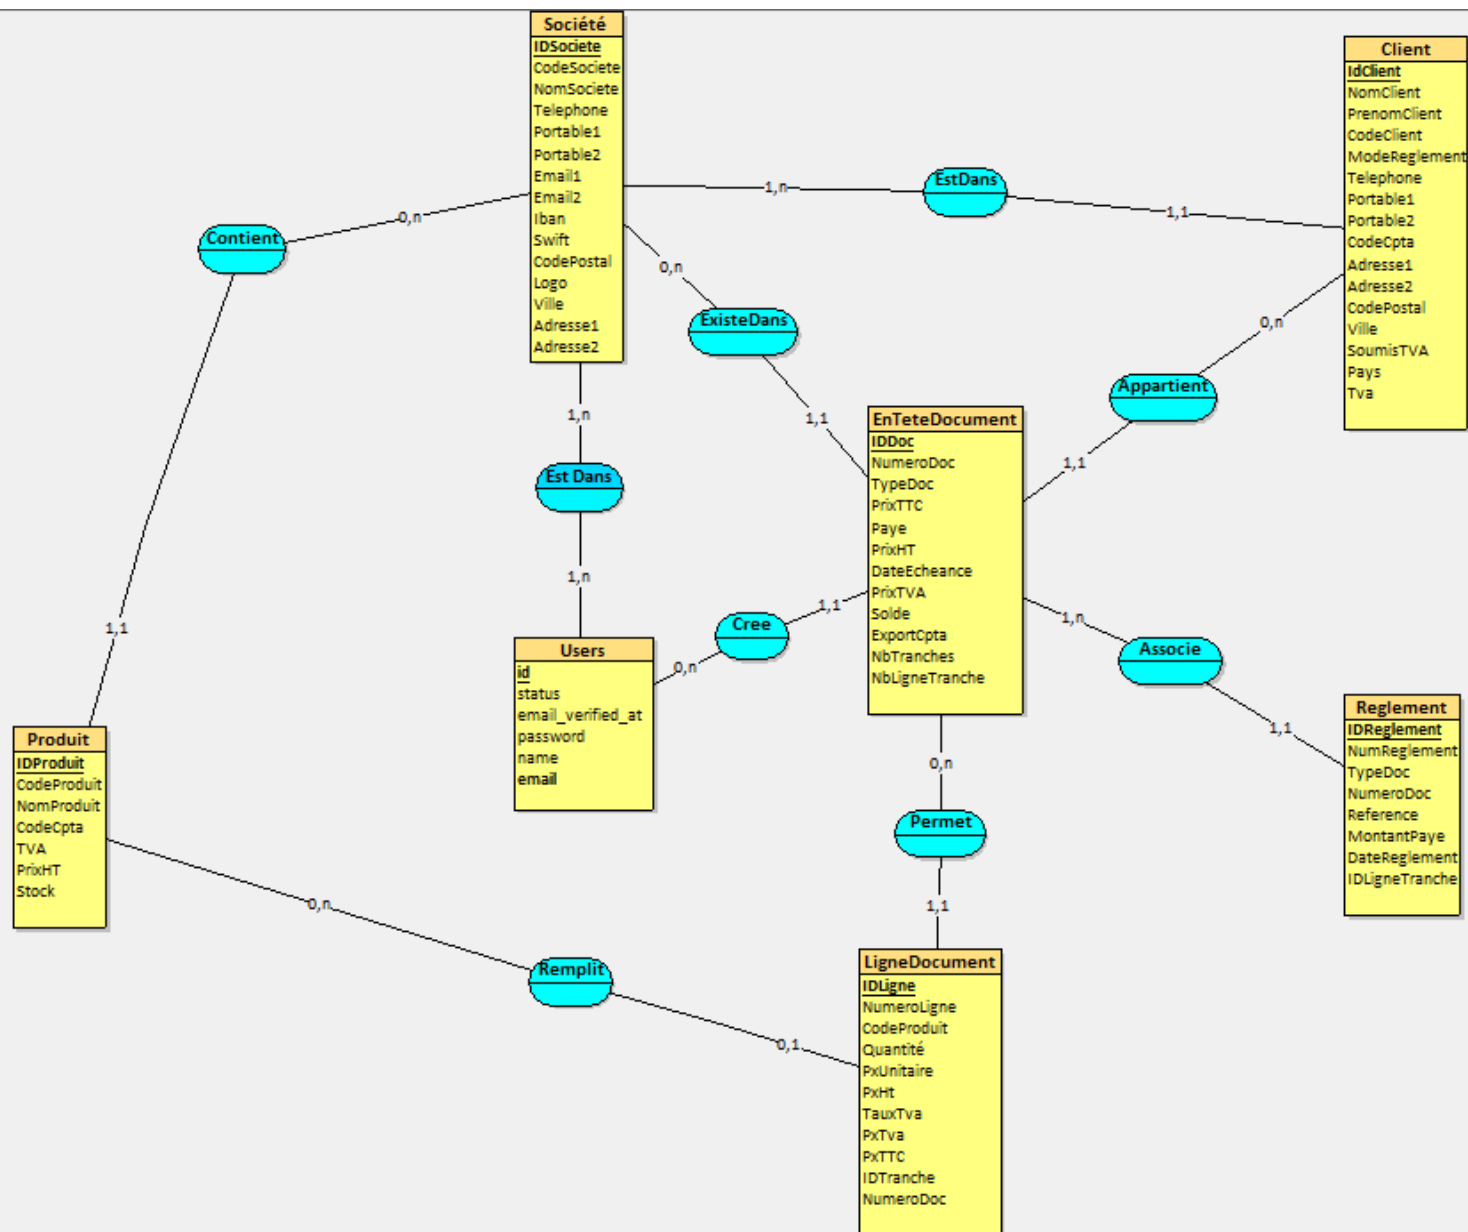 Société
IDSociete
CodeSociete
NomSociete
Telephone
Portable1
Portable2
Email1
Email2
Iban
Swift
CodePostal
Logo
Ville
Adresse1
Adresse2
Client
IdClient
NomClient
PrenomClient
CodeClient
ModeReglement
Telephone
Portable1
Portable2
CodeCpta
Adresse1
Adresse2
CodePostal
Ville
SoumisTVA
Pays
Tva
1,n
EstDans
1,1
0,n
Contient
1,1
0,n
ExisteDans
1,1
0,n
Appartient
1,1
1,n
Est Dans
1,n
EnTeteDocument
IDDoc
NumeroDoc
TypeDoc
PrixTTC
Paye
PrixHT
DateEcheance
PrixTVA
Solde
ExportCpta
NbTranches
NbLigneTranche
1,1
Cree
0,n
Users
id
status
email_verified_at
password
name
email
1,n
Associe
1,1
Reglement
IDReglement
NumReglement
TypeDoc
NumeroDoc
Reference
MontantPaye
DateReglement
IDLigneTranche
Produit
IDProduit
CodeProduit
NomProduit
CodeCpta
TVA
PrixHT
Stock
0,n
Permet
1,1
0,n
Remplit
0,1
LigneDocument
IDLigne
NumeroLigne
CodeProduit
Quantité
PxUnitaire
PxHt
TauxTva
PxTva
PxTTC
IDTranche
NumeroDoc